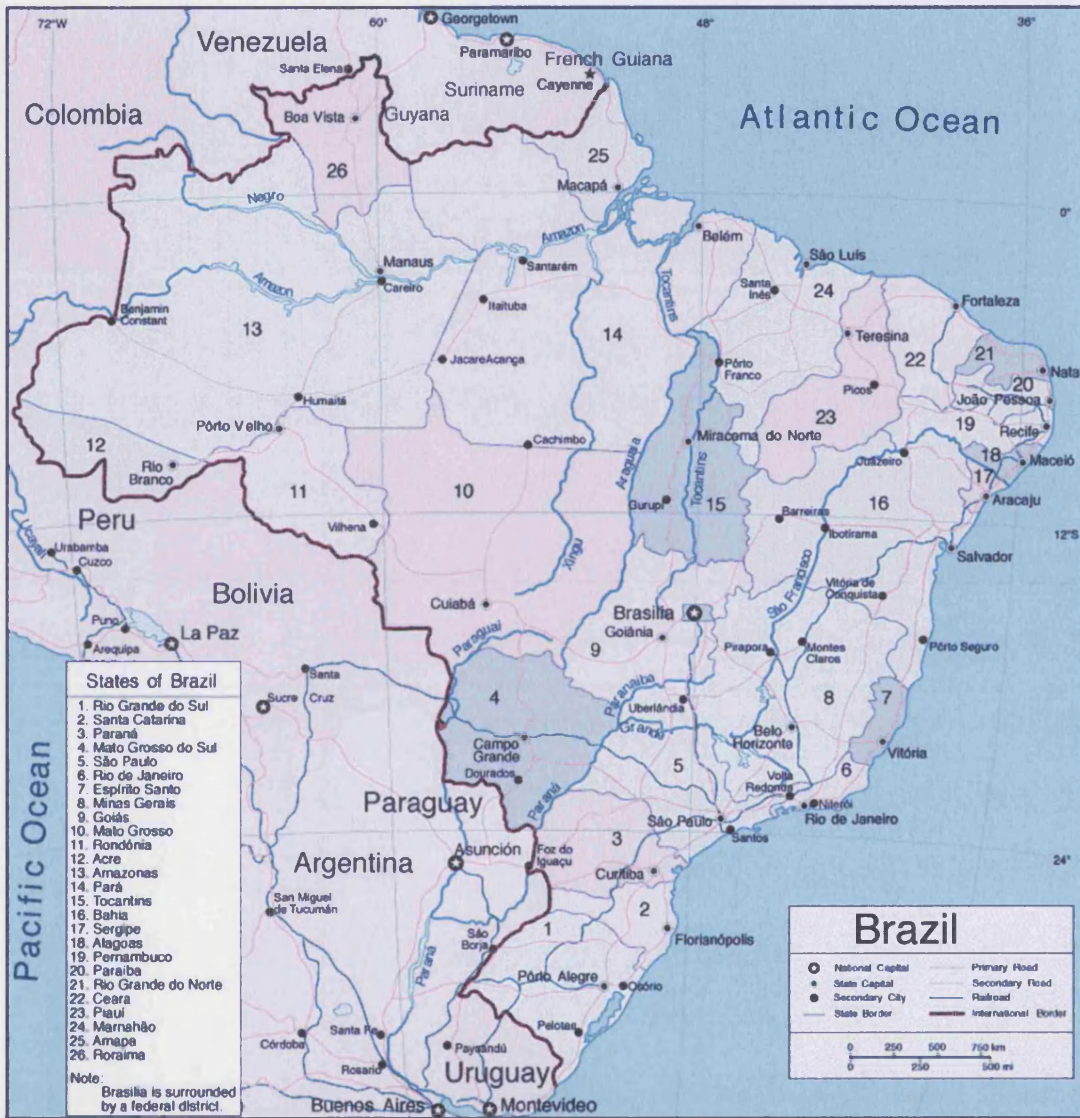 72°W
60°
48°
36°
Georgetown
Venezuela
Paramaribo
French Guiana
Santa Elena
Cayenne
Suriname
Atlantic Ocean
Colombia
Boa Vista
Guyana
25
26
Macapá
Negro
0°
Amazon
Belém
Manaus
Santarém
São Luís
Careiro
Tocantins
Santa
Inés
24
Amazon
Itaituba
Fortaleza
Benjamin
Constant
13
14
Teresina
22
21
JacareAcança
Pôrto
Franco
Nata
Picos
20
Humaitá
João Pessoa
23
19
Pôrto Velho
Recife
12
Cachimbo
Miracema do Norte
Juazeiro
18
Maceió
Rio
Branco
Araguaia
17
11
10
Tocantins
16
Aracaju
Peru
Gurupi
15
Barreiras
Vilhena
Ibotirama
12°S
Ucayali
Urabamba
Cuzco
Xingu
Salvador
Bolivia
São Francisco
Vitória de
Conquista
Cuiabá
Brasilia
Puno
La Paz
Goiânia
Arequipa
Paraguai
9
Pirapora
Montes
Claros
Pôrto Seguro
Santa
Cruz
Sucre
4
Paranaiba
Uberlândia
8
7
Grande
Belo
Horizonte
Campo
Grande
Vitória
5
6
Dourados
Volta
Redonda
Paraná
Niterói
Paraguay
São Paulo
Rio de Janeiro
Santos
3
Asunción
Foz do
Iguaçu
Argentina
24°
Curitiba
San Miguel
de Tucumán
2
1
Florianópolis
São
Borja
Paraná
Pôrto Alegre
Osório
Santa Fe
Pelotas
Córdoba
Paysandú
Rosario
Uruguay
Buenos Aires
Montevideo
Pacific Ocean
States of Brazil
1. Rio Grande do Sul
2. Santa Catarina
3. Paraná
4. Mato Grosso do Sul
5. São Paulo
6. Rio de Janeiro
7. Espírito Santo
8. Minas Gerais
9. Goiás
10. Mato Grosso
11. Rondônia
12. Acre
13. Amazonas
14. Pará
15. Tocantins
16. Bahia
17. Sergipe
18. Alagoas
19. Pernambuco
20. Paraiba
21. Rio Grande do Norte
22. Ceara
23. Piauí
24. Marnahão
25. Amapa
26. Roraima
Note:
Brasilia is surrounded
by a federal district.
Brazil
National Capital
State Capital
Secondary City
State Border
Primary Road
Secondary Road
Railroad
International Border
0 250 500 750 km
0 250 500 mi